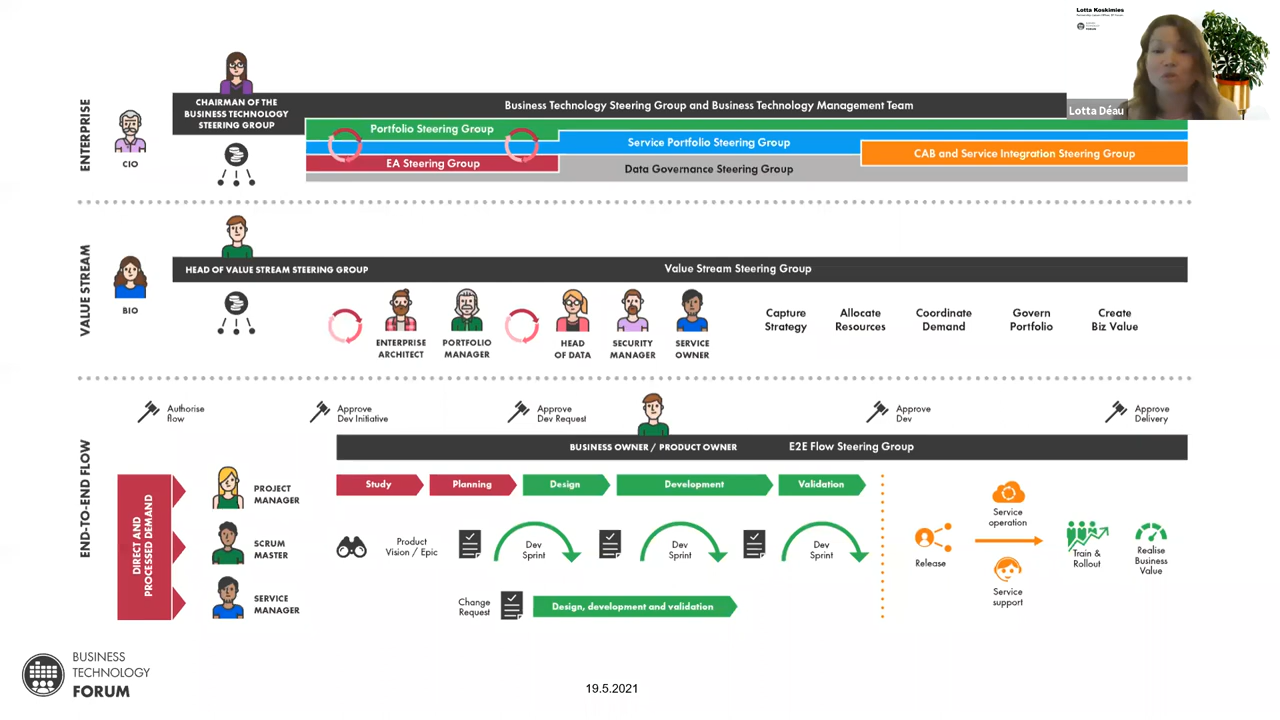 Lotta Koskimies
BUSINESS
TECHNOLOGY
FORUM
Lotta Déau
ENTERPRISE
CIO
CHAIRMAN OF THE
BUSINESS TECHNOLOGY
STEERING GROUP
Business Technology Steering Group and Business Technology Management Team
Portfolio Steering Group
Service Portfolio Steering Group
EA Steering Group
CAB and Service Integration Steering Group
Data Governance Steering Group
VALUE STREAM
BIO
HEAD OF VALUE STREAM STEERING GROUP
Value Stream Steering Group
ENTERPRISE
ARCHITECT
PORTFOLIO
MANAGER
HEAD
OF DATA
SECURITY
MANAGER
SERVICE
OWNER
Capture
Strategy
Allocate
Resources
Coordinate
Demand
Govern
Portfolio
Create
Biz Value
END-TO-END FLOW
Authorise
flow
Approve
Dev Initiative
Approve
Dev Request
Approve
Dev
Approve
Delivery
BUSINESS OWNER / PRODUCT OWNER
E2E Flow Steering Group
DIRECT AND
PROCESSED DEMAND
PROJECT
MANAGER
SCRUM
MASTER
SERVICE
MANAGER
Study
Planning
Design
Development
Validation
Product
Vision / Epic
Dev
Sprint
Dev
Sprint
Dev
Sprint
Change
Request
Design, development and validation
Release
Service
operation
Service
support
Train &
Rollout
Realise
Business
Value
BUSINESS
TECHNOLOGY
FORUM
19.5.2021